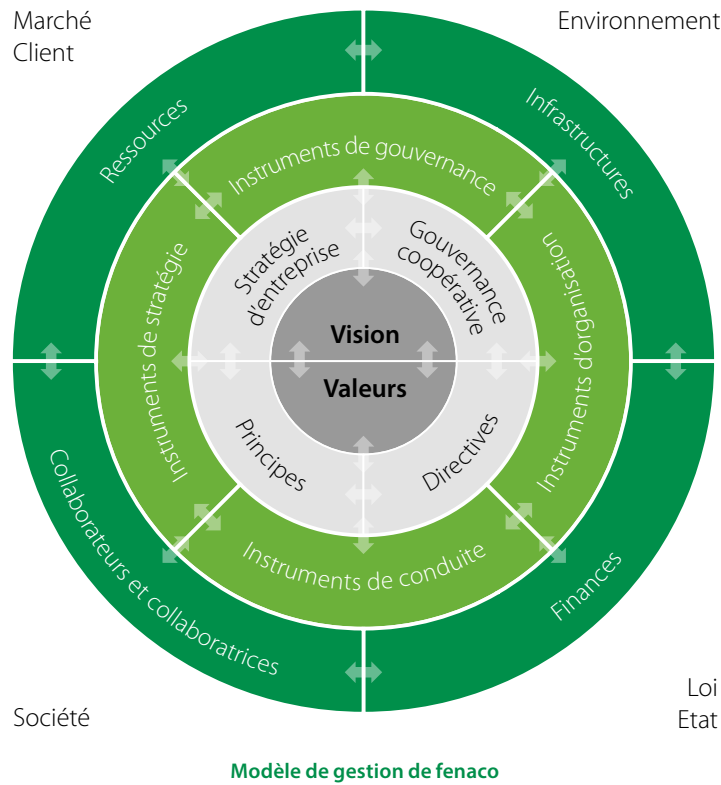 Marché
Client
Environnement
Ressources
Infrastructures
Instruments de gouvernance
Stratégie
d'entreprise
Gouvernance
coopérative
Instruments de stratégie
Instruments d'organisation
Vision
Valeurs
Principes
Directives
Instruments de conduite
Collaborateurs et collaboratrices
Finances
Société
Loi
Etat
Modèle de gestion de fenaco